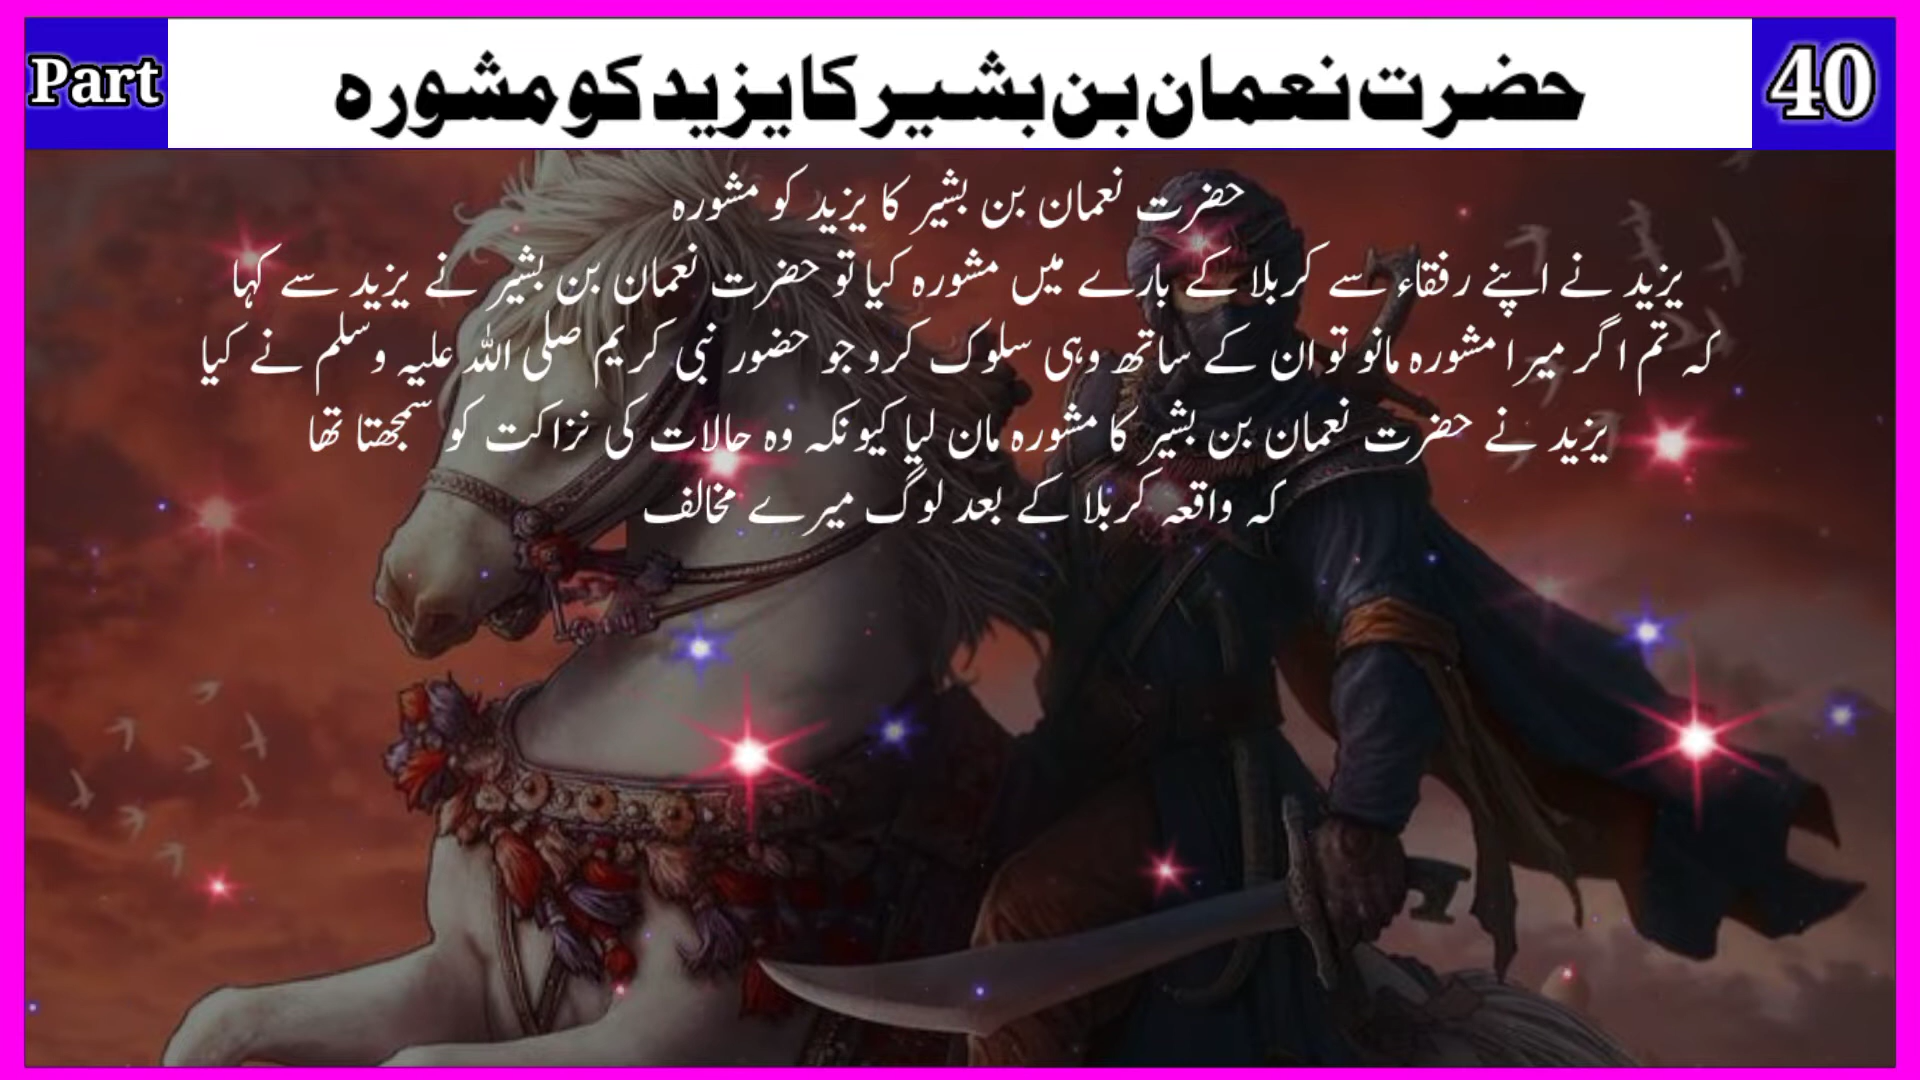 Part
حضرت نعمان بن بشیر کا یزید کو مشورہ
40
حضرت نعمان بن بشیر کا یزید کو مشورہ
یزید نے اپنے رفقاء سے کربلا کے بارے میں مشورہ کیا تو حضرت نعمان بن بشیر نے یزید سے کہا
کہ تم اگر میرا مشورہ مانو تو ان کے ساتھ وہی سلوک کرو جو حضور نبی کریم صلی اللہ علیہ وسلم نے کیا
یزید نے حضرت نعمان بن بشیر کا مشورہ مان لیا کیونکہ وہ حالات کی نزاکت کو سمجھتا تھا
کہ واقعہ کربلا کے بعد لوگ میرے مخالف